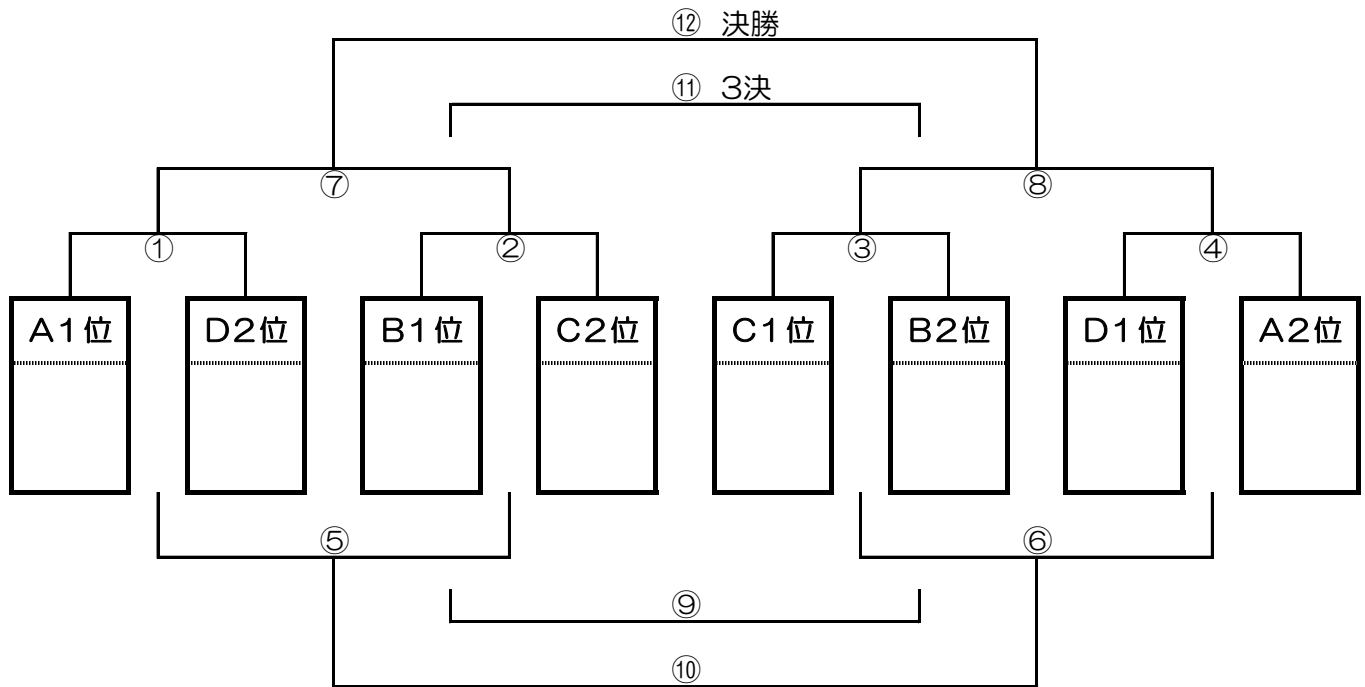 ⑫ 決勝
⑪ 3決
⑦ ⑧
① ② ③ ④
A1位 D2位 B1位 C2位 C1位 B2位 D1位 A2位
⑤ ⑥
⑨
⑩